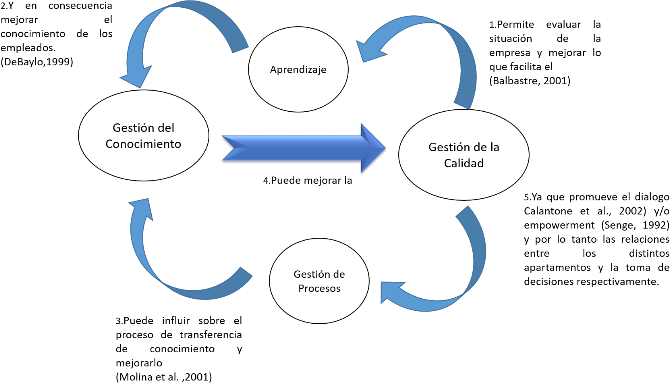 2.Y en consecuencia
mejorar el
conocimiento de los
empleados.
(DeBaylo,1999)
Aprendizaje
1.Permite evaluar la
situación de la
empresa y mejorar lo
que facilita el
(Balbastre, 2001)
Gestión del
Conocimiento
4.Puede mejorar la
Gestión de la
Calidad
5.Ya que promueve el dialogo
Calantone et al., 2002) y/o
empowerment (Senge, 1992)
y por lo tanto las relaciones
entre los distintos
apartamentos y la toma de
decisiones respectivamente.
Gestión de
Procesos
3.Puede influir sobre el
proceso de transferencia
de conocimiento y
mejorarlo
(Molina et al. ,2001)